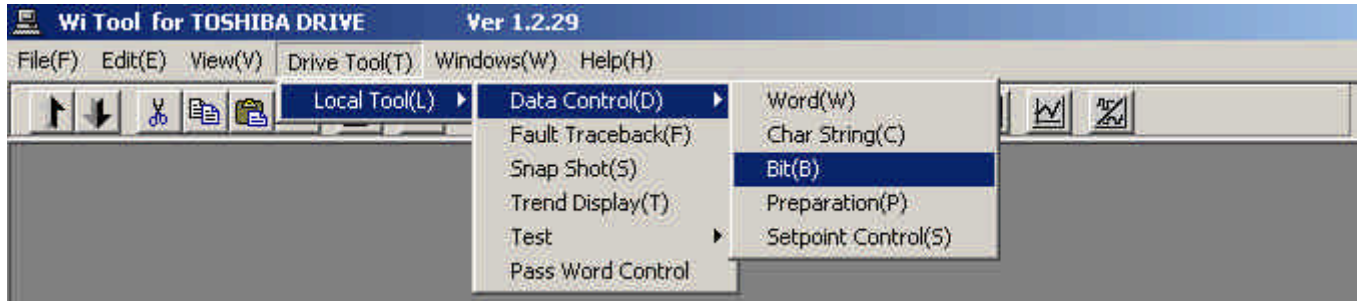 Wi Tool for TOSHIBA DRIVE Ver 1.2.29
File(F) Edit(E) View(V) Drive Tool(T) Windows(W) Help(H)
Local Tool(L)
Data Control(D)
Fault Traceback(F)
Snap Shot(S)
Trend Display(T)
Test
Pass Word Control
Word(W)
Char String(C)
Bit(B)
Preparation(P)
Setpoint Control(S)